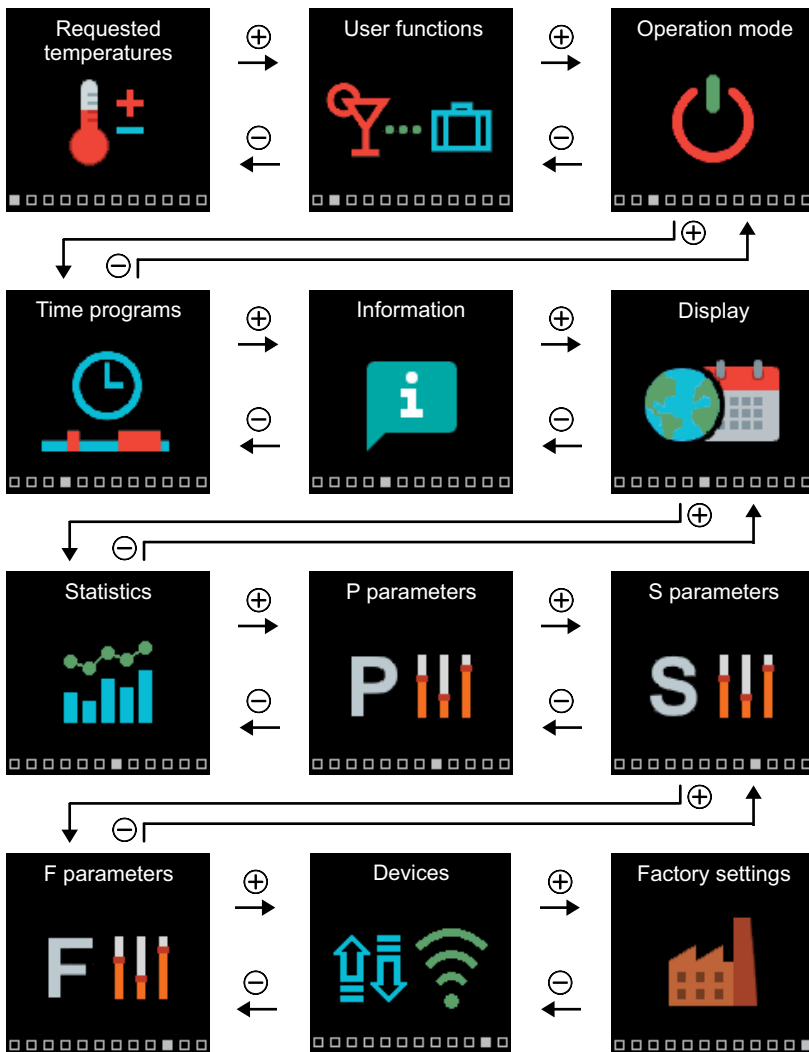 Requested
temperatures
⊕
⊖
User functions
⊕
⊖
Operation mode
⊕
⊖
Time programs
⊕
⊖
Information
i
⊕
⊖
Display
⊕
⊖
Statistics
⊕
⊖
P parameters
P
⊕
⊖
S parameters
S
⊕
⊖
F parameters
F
⊕
⊖
Devices
⊕
⊖
Factory settings